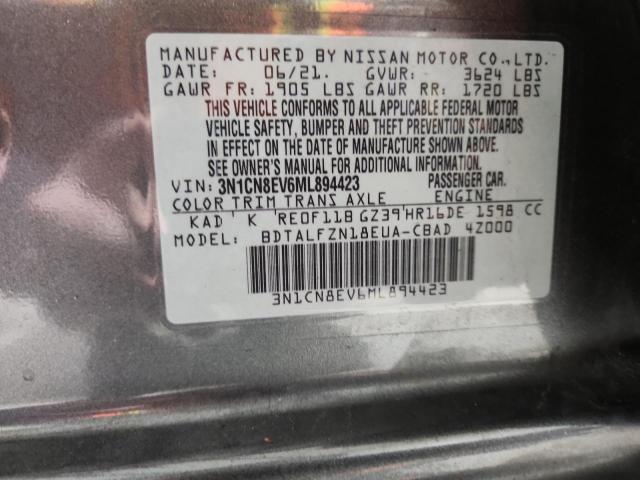 MANUFACTURED BY NISSAN MOTOR CO.,LTD.
DATE: 06/21. GVWR: 3624 LBS
GAWR FR: 1905 LBS GAWR RR: 1720 LBS
THIS VEHICLE CONFORMS TO ALL APPLICABLE FEDERAL MOTOR
VEHICLE SAFETY, BUMPER AND THEFT PREVENTION STANDARDS
IN EFFECT ON THE DATE OF MANUFACTURE SHOWN ABOVE.
SEE OWNER'S MANUAL FOR ADDITIONAL INFORMATION.
VIN: 3N1CN8EV6ML894423 PASSENGER CAR.
COLOR TRIM TRANS AXLE ENGINE
KAD K RE0F11B GZ39 HR16DE 1598 CC
MODEL: BDTALFZN18EUA-CBAD 4Z000
3N1CN8EV6ML894423